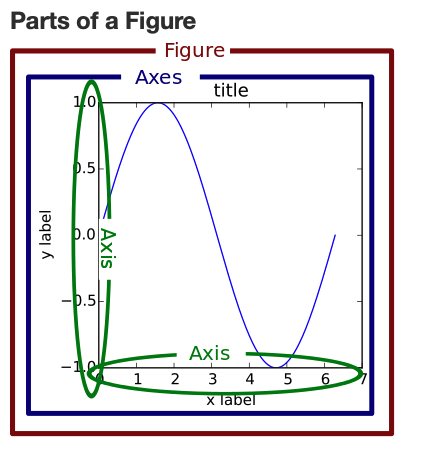 Parts of a Figure
Figure
Axes
title
1.0
0.5
0.0
−0.5
−1.0
y label
Axis
Axis
0 1 2 3 4 5 6 7
x label